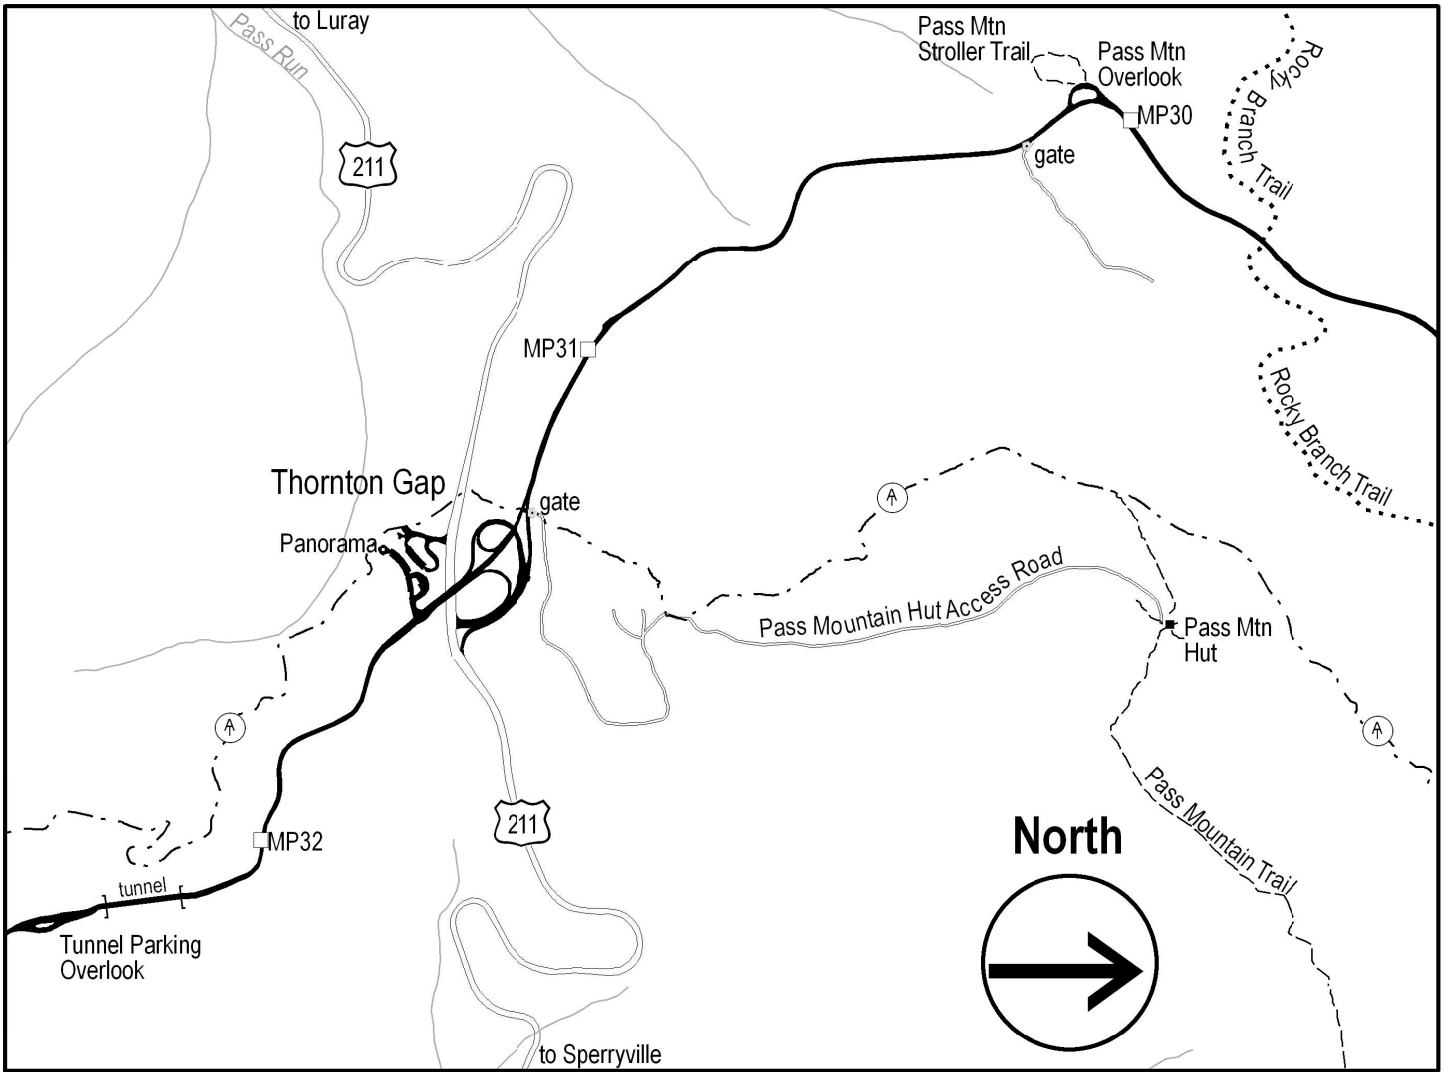 to Luray
Pass Run
211
Pass Mtn
Stroller Trail
Pass Mtn
Overlook
MP30
gate
Rocky
Branch
Trail
MP31
Rocky Branch Trail
Thornton Gap
Panorama
gate
A
Pass Mountain Hut Access Road
Pass Mtn
Hut
A
A
MP32
tunnel
Tunnel Parking
Overlook
211
Pass Mountain Trail
North
to Sperryville